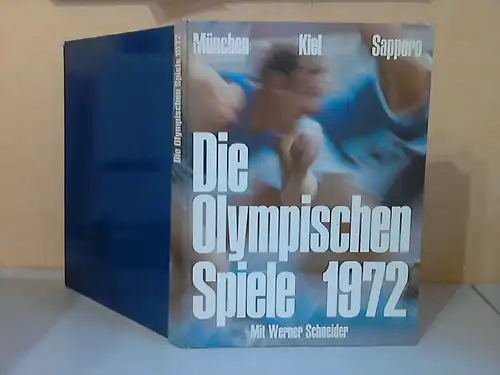 Die Olympischen Spiele 1972
München Kiel Sapporo
Die
Olympischen
Spiele 1972
Mit Werner Schneider